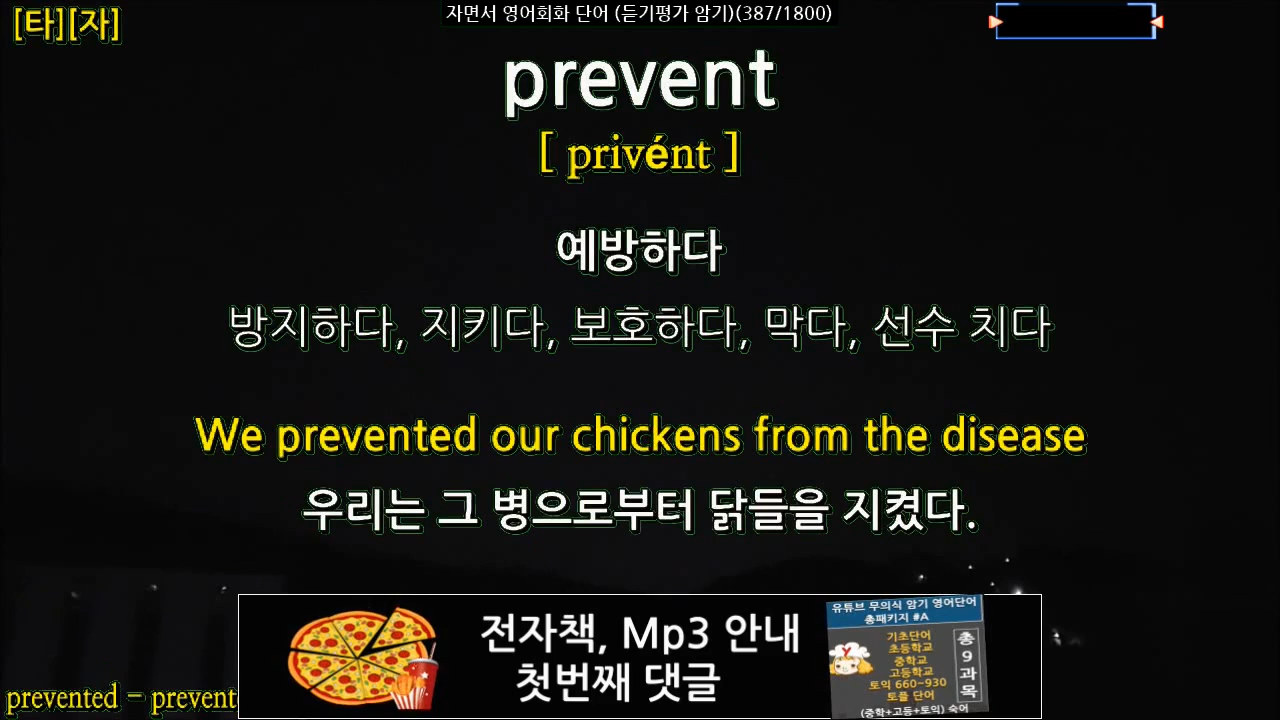 [타][자]
자면서 영어회화 단어 (듣기평가 암기)(387/1800)
prevent
[ privént ]
예방하다
방지하다, 지키다, 보호하다, 막다, 선수 치다
We prevented our chickens from the disease
우리는 그 병으로부터 닭들을 지켰다.
전자책, Mp3 안내
첫번째 댓글
유튜브 무의식 암기 영어단어
총패키지 #A
기초단어
초등학교
중학교
고등학교
토익 660~930
토플 단어
(중학+고등+토익) 숙어
총
9
과
목
prevented - prevent